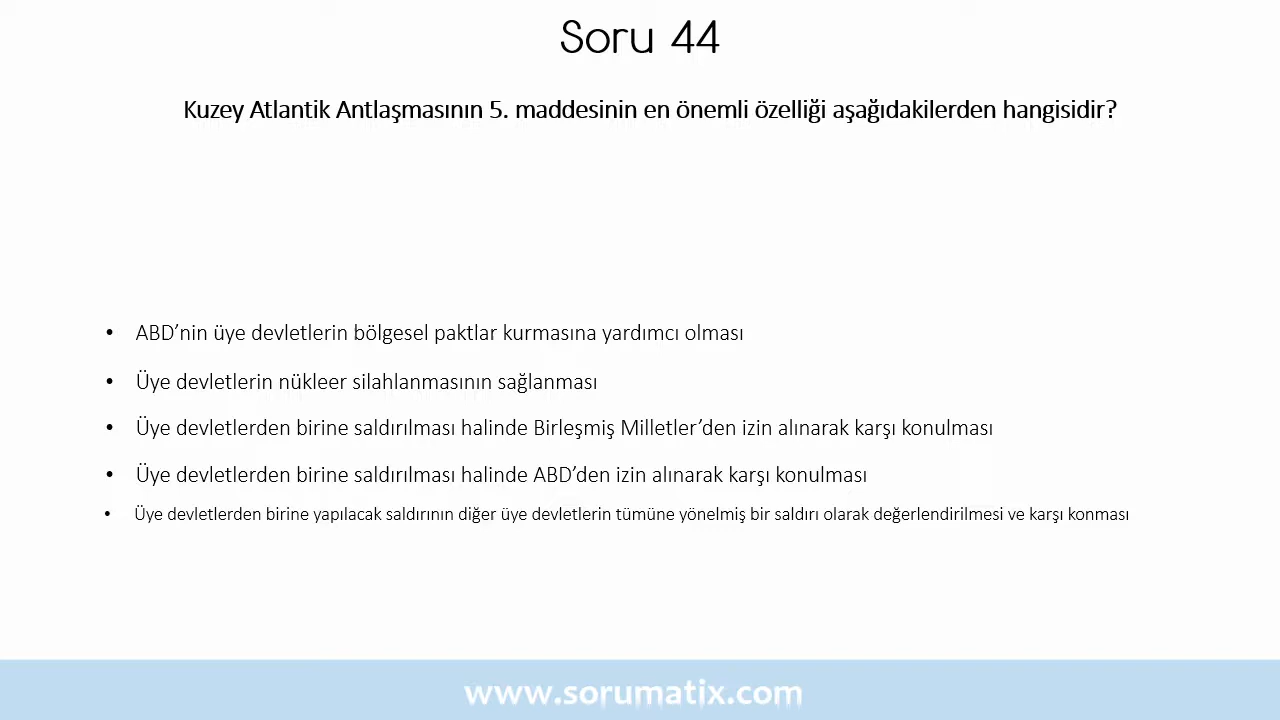 Soru 44
Kuzey Atlantik Antlaşmasının 5. maddesinin en önemli özelliği aşağıdakilerden hangisidir?
• ABD’nin üye devletlerin bölgesel paktlar kurmasına yardımcı olması
• Üye devletlerin nükleer silahlanmasının sağlanması
• Üye devletlerden birine saldırılması halinde Birleşmiş Milletler’den izin alınarak karşı konulması
• Üye devletlerden birine saldırılması halinde ABD’den izin alınarak karşı konulması
• Üye devletlerden birine yapılacak saldırının diğer üye devletlerin tümüne yönelmiş bir saldırı olarak değerlendirilmesi ve karşı konması
www.sorumatix.com